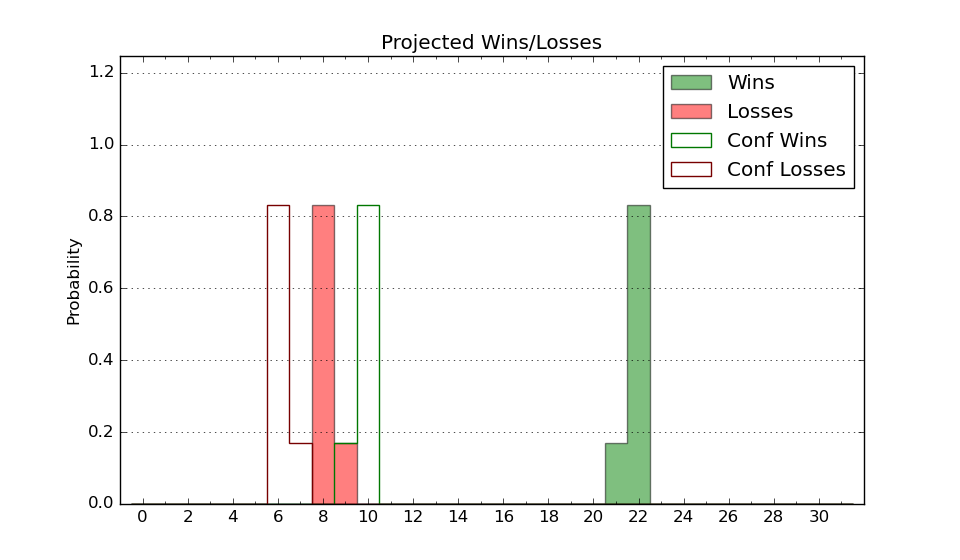 Projected Wins/Losses
Wins
Losses
Conf Wins
Conf Losses
Probability
1.2
1.0
0.8
0.6
0.4
0.2
0.0
0 2 4 6 8 10 12 14 16 18 20 22 24 26 28 30